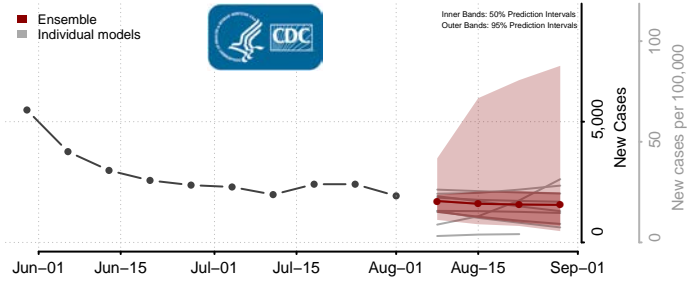 Ensemble
Individual models
CDC
Inner Bands: 50% Prediction Intervals
Outer Bands: 95% Prediction Intervals
5,000
0
New Cases
100
50
0
New cases per 100,000
Jun−01
Jun−15
Jul−01
Jul−15
Aug−01
Aug−15
Sep−01